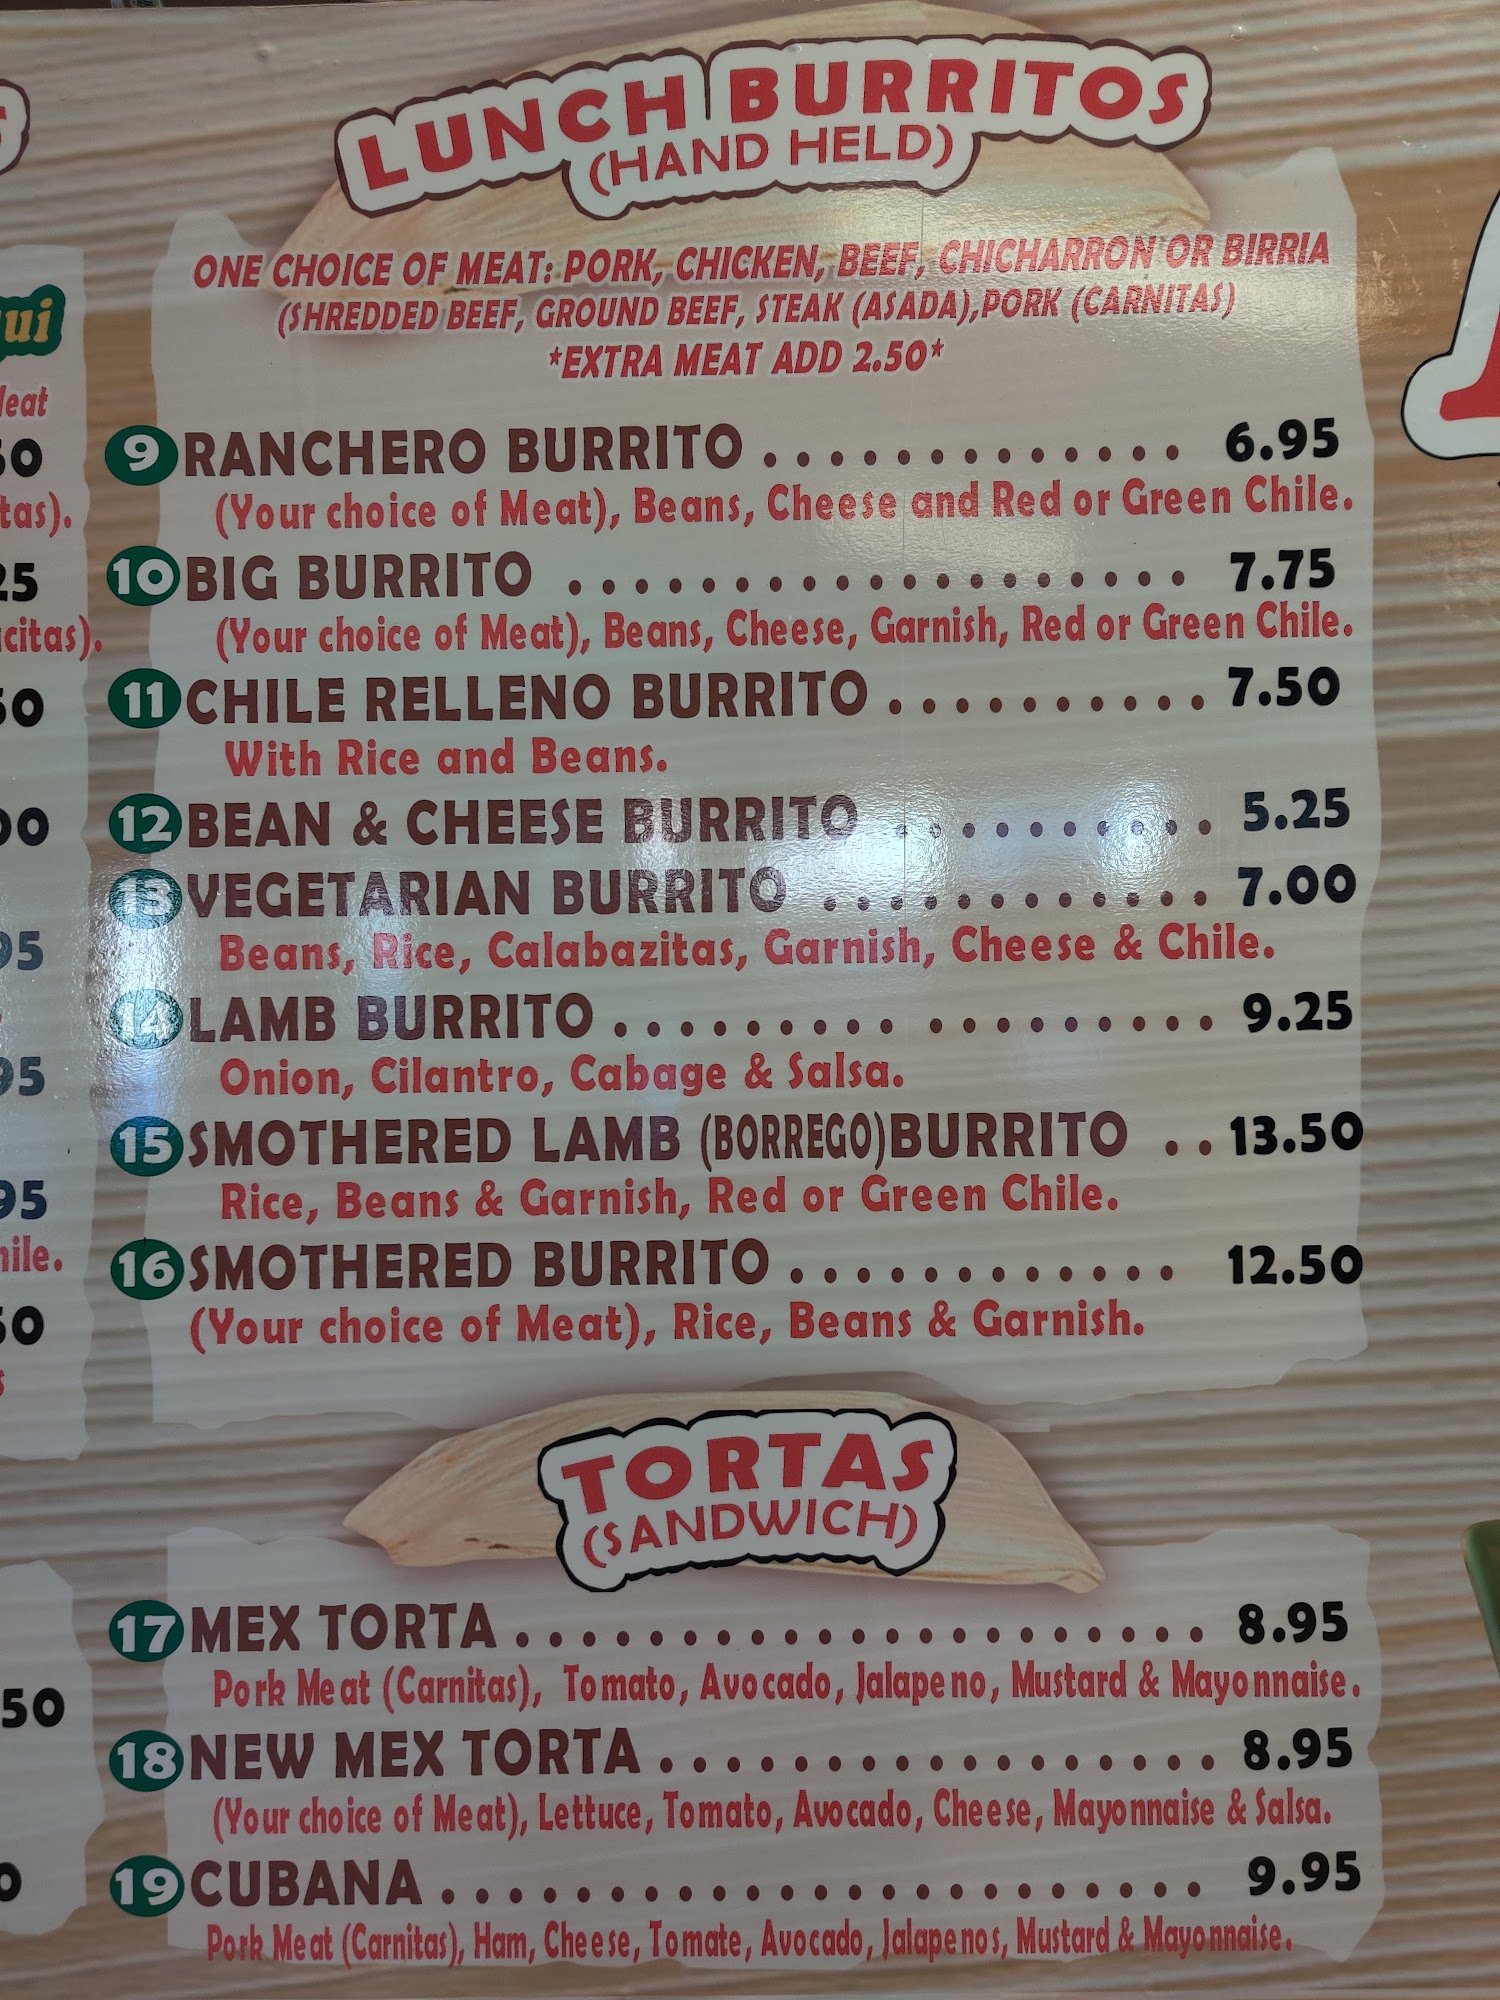 LUNCH BURRITOS
(HAND HELD)
ONE CHOICE OF MEAT: PORK, CHICKEN, BEEF, CHICHARRON OR BIRRIA
(SHREDDED BEEF, GROUND BEEF, STEAK (ASADA),PORK (CARNITAS)
*EXTRA MEAT ADD 2.50*
9 RANCHERO BURRITO . . . . . . . . . . . . . 6.95
(Your choice of Meat), Beans, Cheese and Red or Green Chile.
10 BIG BURRITO . . . . . . . . . . . . . . . . . . . 7.75
(Your choice of Meat), Beans, Cheese, Garnish, Red or Green Chile.
11 CHILE RELLENO BURRITO . . . . . . . . . . 7.50
With Rice and Beans.
12 BEAN & CHEESE BURRITO . . . . . . . . . . 5.25
13 VEGETARIAN BURRITO . . . . . . . . . . . . 7.00
Beans, Rice, Calabazitas, Garnish, Cheese & Chile.
14 LAMB BURRITO . . . . . . . . . . . . . . . . . . 9.25
Onion, Cilantro, Cabage & Salsa.
15 SMOTHERED LAMB (BORREGO)BURRITO . . 13.50
Rice, Beans & Garnish, Red or Green Chile.
16 SMOTHERED BURRITO . . . . . . . . . . . . 12.50
(Your choice of Meat), Rice, Beans & Garnish.
TORTAS
(SANDWICH)
17 MEX TORTA . . . . . . . . . . . . . . . . . . . . . 8.95
Pork Meat (Carnitas), Tomato, Avocado, Jalapeno, Mustard & Mayonnaise.
18 NEW MEX TORTA . . . . . . . . . . . . . . . . . 8.95
(Your choice of Meat), Lettuce, Tomato, Avocado, Cheese, Mayonnaise & Salsa.
19 CUBANA . . . . . . . . . . . . . . . . . . . . . . . 9.95
Pork Meat (Carnitas), Ham, Cheese, Tomate, Avocado, Jalapenos, Mustard & Mayonnaise.